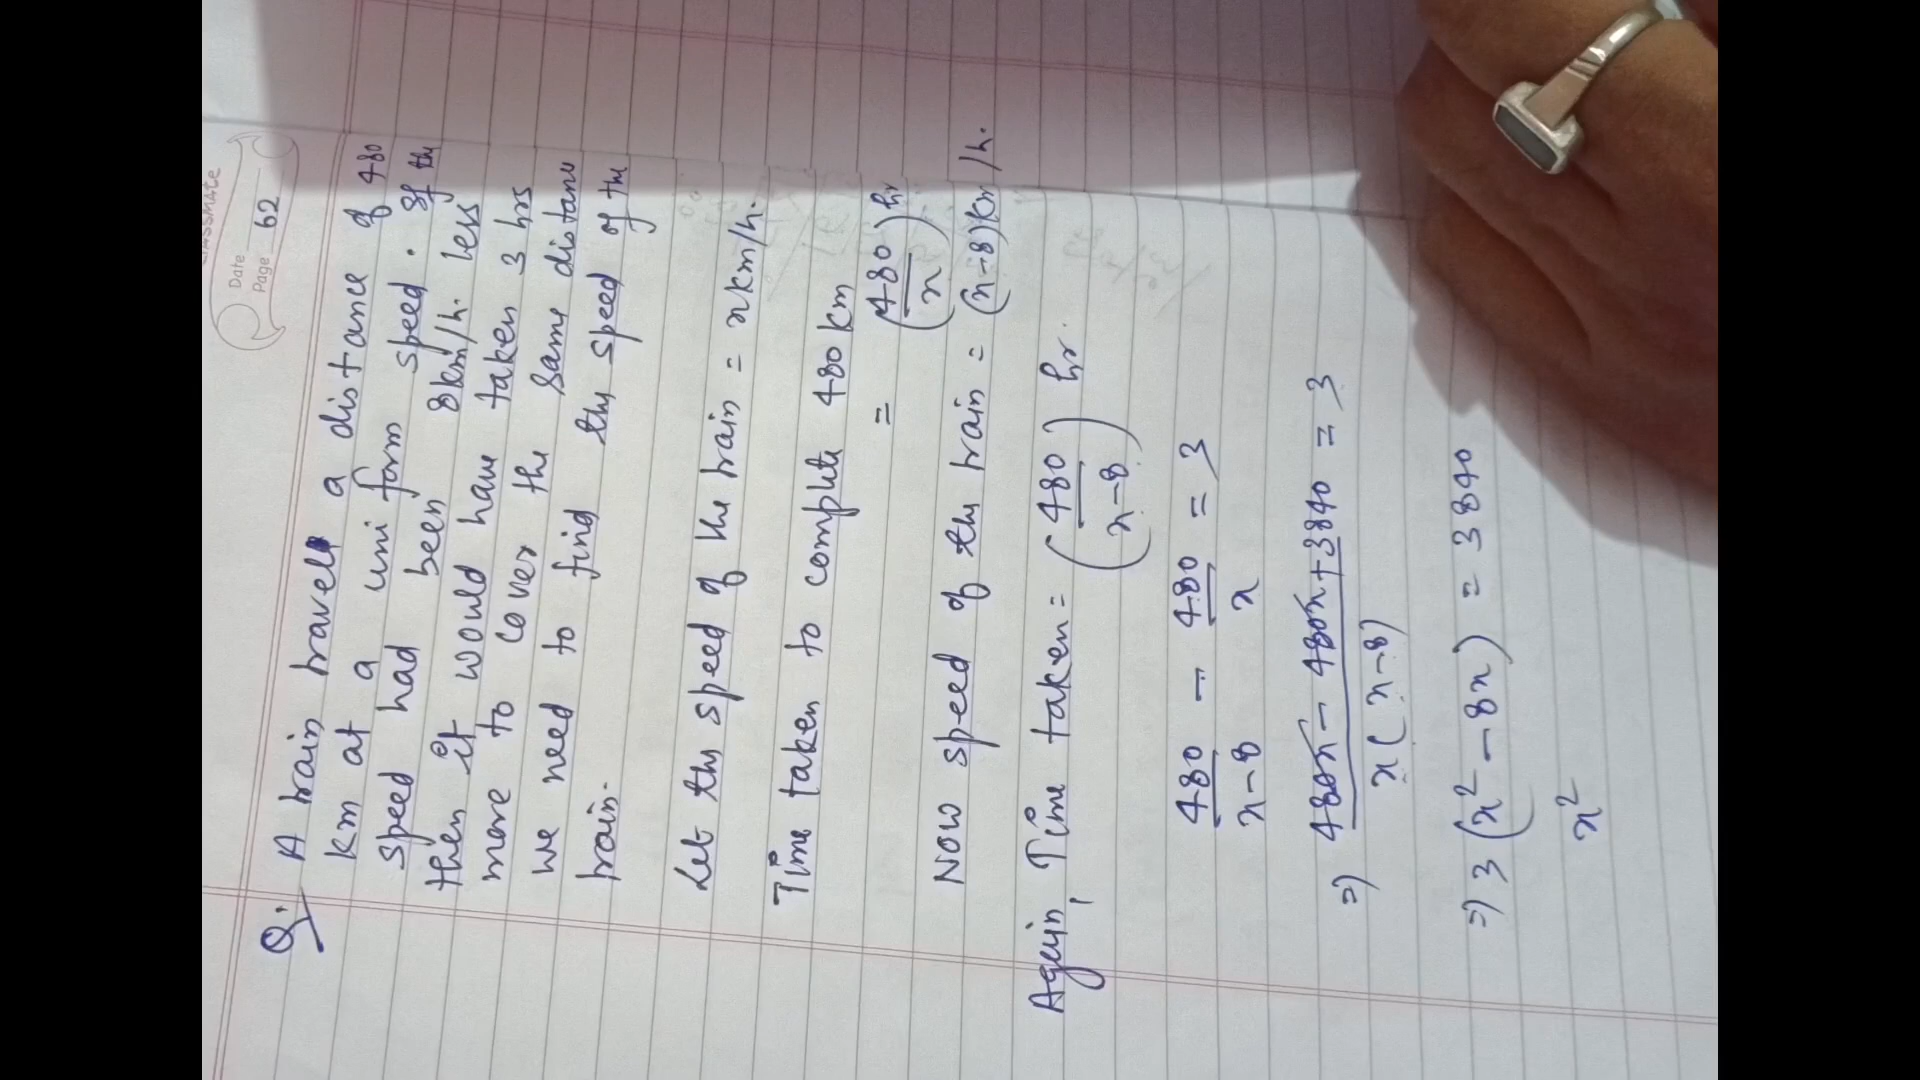 CLASSMATE
Date
Page 62
Q. A train travels a distance of 480
km at a uniform speed. If the
speed had been 8km/h. less
then it would have taken 3 hrs
more to cover the same distance
we need to find the speed of the
train.
Let the speed of the train = x km/h.
Time taken to complete 480 km
= (480/x) hr
Now speed of the train = (x-8) km/h.
Again, Time taken = (480/x-8) hr.
480/x-8 - 480/x = 3
=> 480x - 480x + 3840/x(x-8) = 3
=> 3(x² - 8x) = 3840
x²